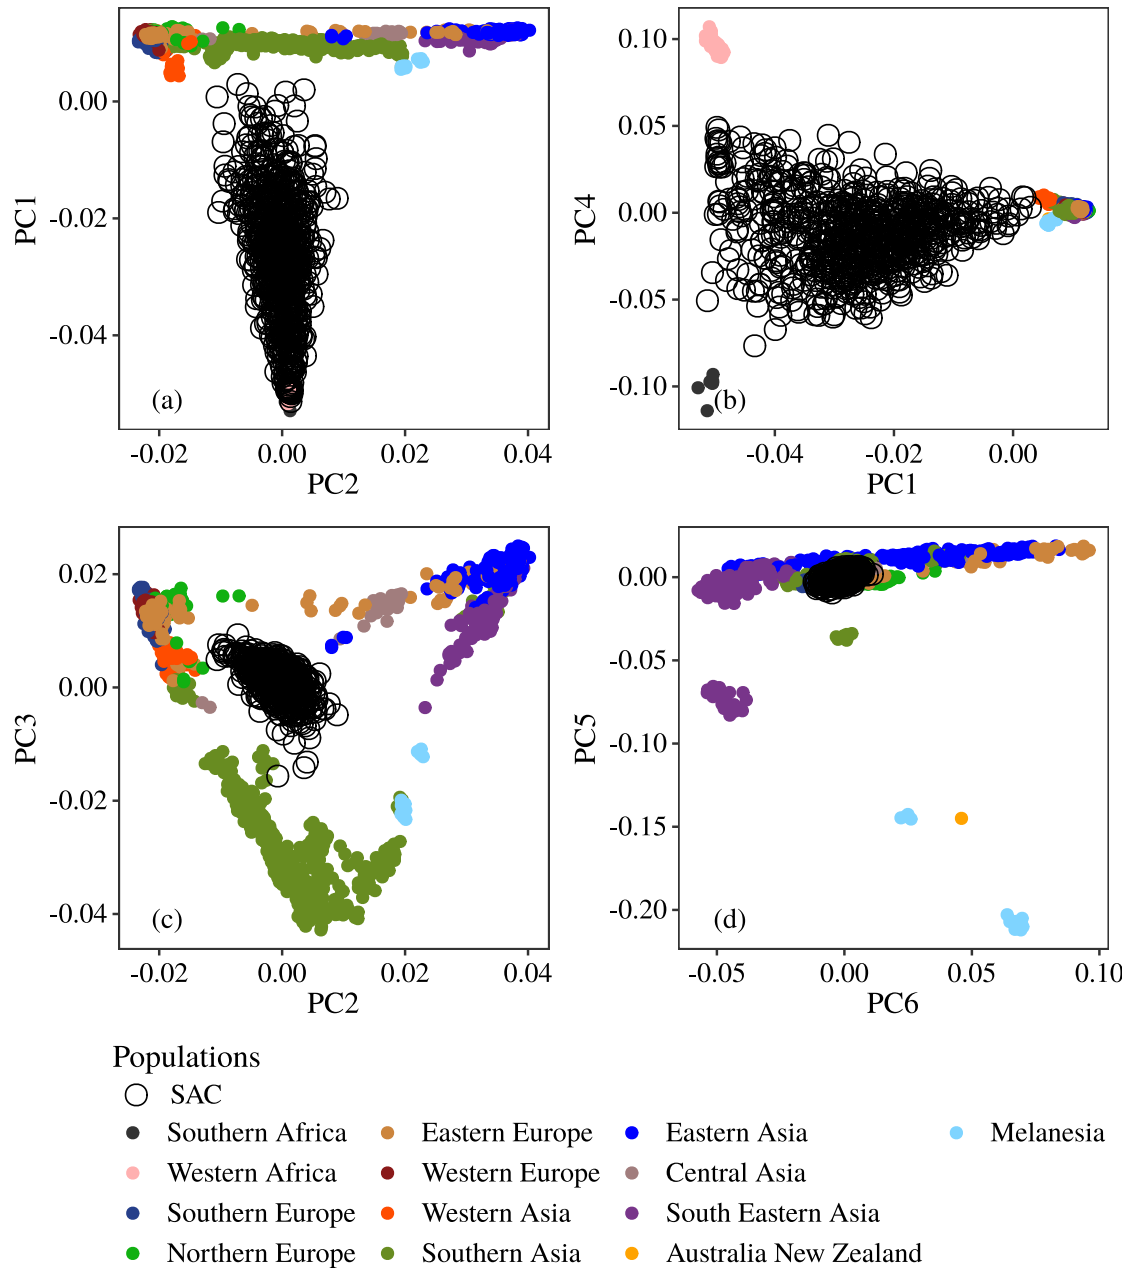 0.00
-0.02
-0.04
PC1
(a)
-0.02 0.00 0.02 0.04
PC2
0.10
0.05
0.00
-0.05
-0.10
PC4
(b)
-0.04 -0.02 0.00
PC1
0.02
0.00
-0.02
-0.04
PC3
(c)
-0.02 0.00 0.02 0.04
PC2
0.00
-0.05
-0.10
-0.15
-0.20
PC5
(d)
-0.05 0.00 0.05 0.10
PC6
Populations
SAC
Southern Africa Eastern Europe Eastern Asia Melanesia
Western Africa Western Europe Central Asia
Southern Europe Western Asia South Eastern Asia
Northern Europe Southern Asia Australia New Zealand